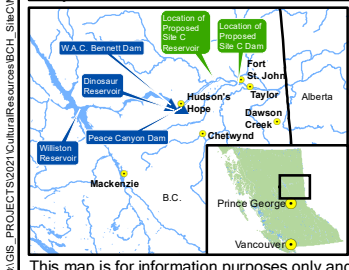 Location of
Proposed
Site C
Reservoir
Location of
Proposed
Site C Dam
W.A.C. Bennett Dam
Fort
St. John
Dinosaur
Reservoir
Hudson's
Hope
Taylor
Alberta
Dawson
Creek
Peace Canyon Dam
Chetwynd
Williston
Reservoir
Mackenzie
B.C.
Prince George
Vancouver
GIS_PROJECTS\2021\CulturalResources\BCH_SiteC\
This map is for information purposes only and